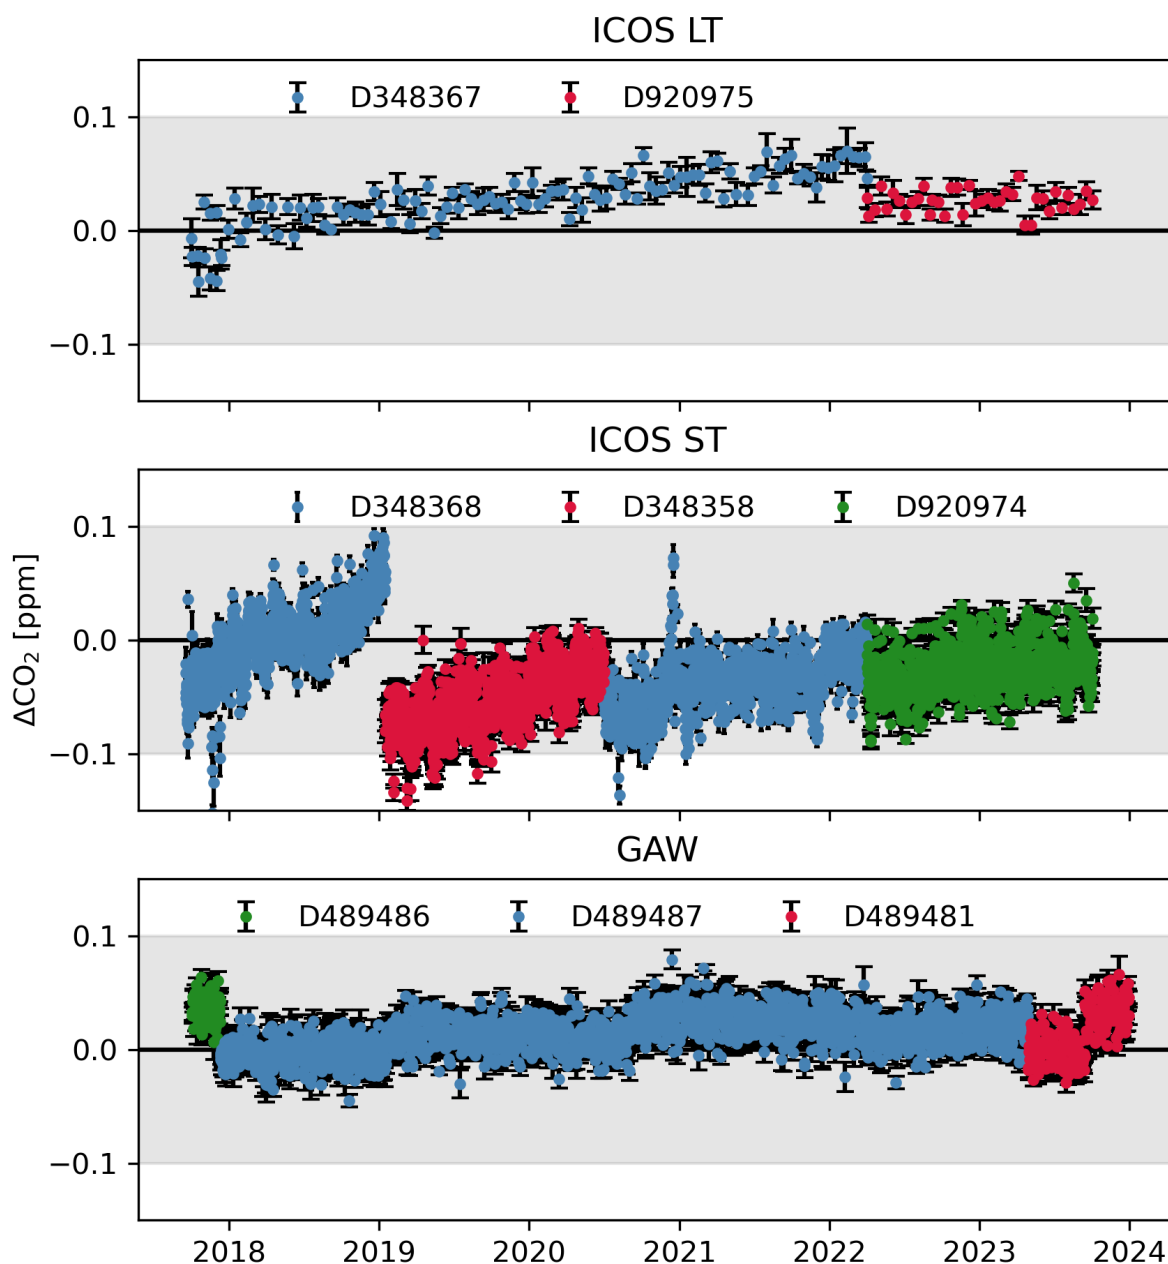 ICOS LT
D348367 D920975
0.1
0.0
−0.1
ICOS ST
D348368 D348358 D920974
0.1
0.0
−0.1
ΔCO₂ [ppm]
GAW
D489486 D489487 D489481
0.1
0.0
−0.1
2018 2019 2020 2021 2022 2023 2024